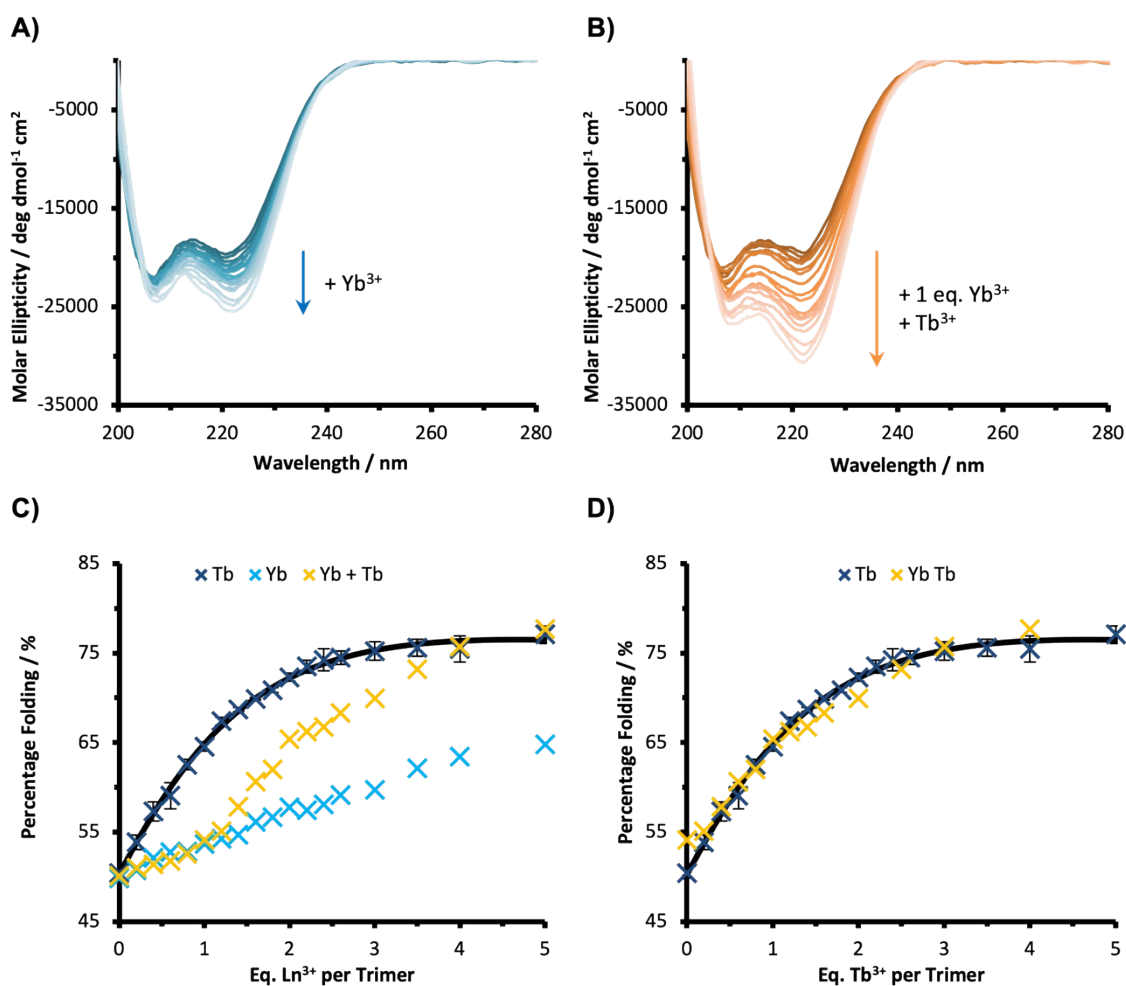 A)
B)
-5000
-15000
-25000
-35000
200
220
240
260
280
Molar Ellipticity / deg dmol⁻¹ cm²
Wavelength / nm
+ Yb³⁺
-5000
-15000
-25000
-35000
200
220
240
260
280
Molar Ellipticity / deg dmol⁻¹ cm²
Wavelength / nm
+ 1 eq. Yb³⁺
+ Tb³⁺
C)
D)
85
75
65
55
45
0
1
2
3
4
5
Percentage Folding / %
Eq. Ln³⁺ per Trimer
Tb
Yb
Yb + Tb
85
75
65
55
45
0
1
2
3
4
5
Percentage Folding / %
Eq. Tb³⁺ per Trimer
Tb
Yb Tb